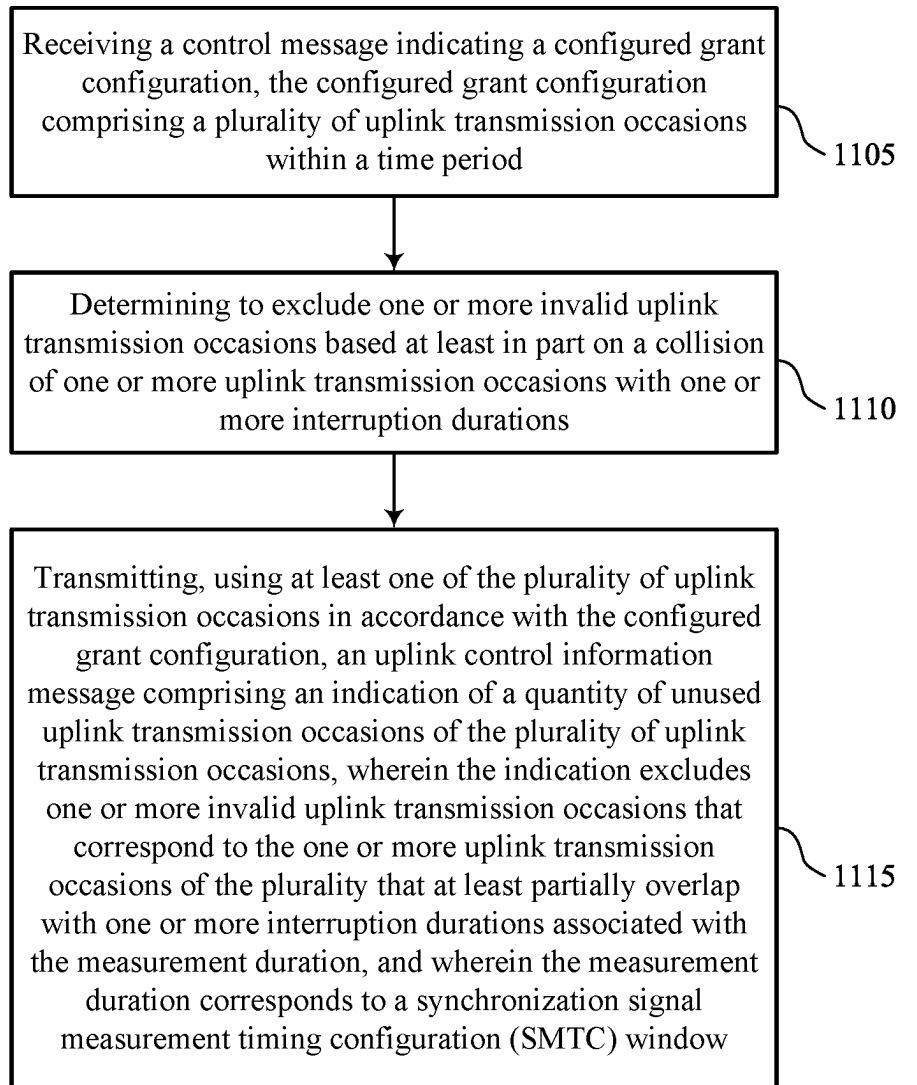 Receiving a control message indicating a configured grant
configuration, the configured grant configuration
comprising a plurality of uplink transmission occasions
within a time period
1105
Determining to exclude one or more invalid uplink
transmission occasions based at least in part on a collision
of one or more uplink transmission occasions with one or
more interruption durations
1110
Transmitting, using at least one of the plurality of uplink
transmission occasions in accordance with the configured
grant configuration, an uplink control information
message comprising an indication of a quantity of unused
uplink transmission occasions of the plurality of uplink
transmission occasions, wherein the indication excludes
one or more invalid uplink transmission occasions that
correspond to the one or more uplink transmission
occasions of the plurality that at least partially overlap
with one or more interruption durations associated with
the measurement duration, and wherein the measurement
duration corresponds to a synchronization signal
measurement timing configuration (SMTC) window
1115